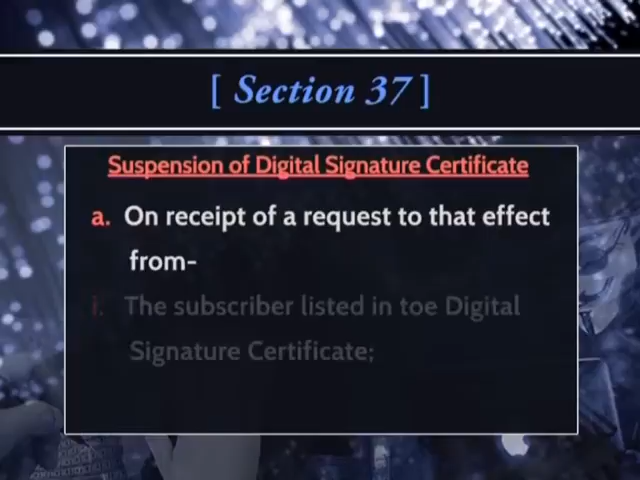 [ Section 37 ]
Suspension of Digital Signature Certificate
a. On receipt of a request to that effect
from-
i. The subscriber listed in toe Digital
Signature Certificate;